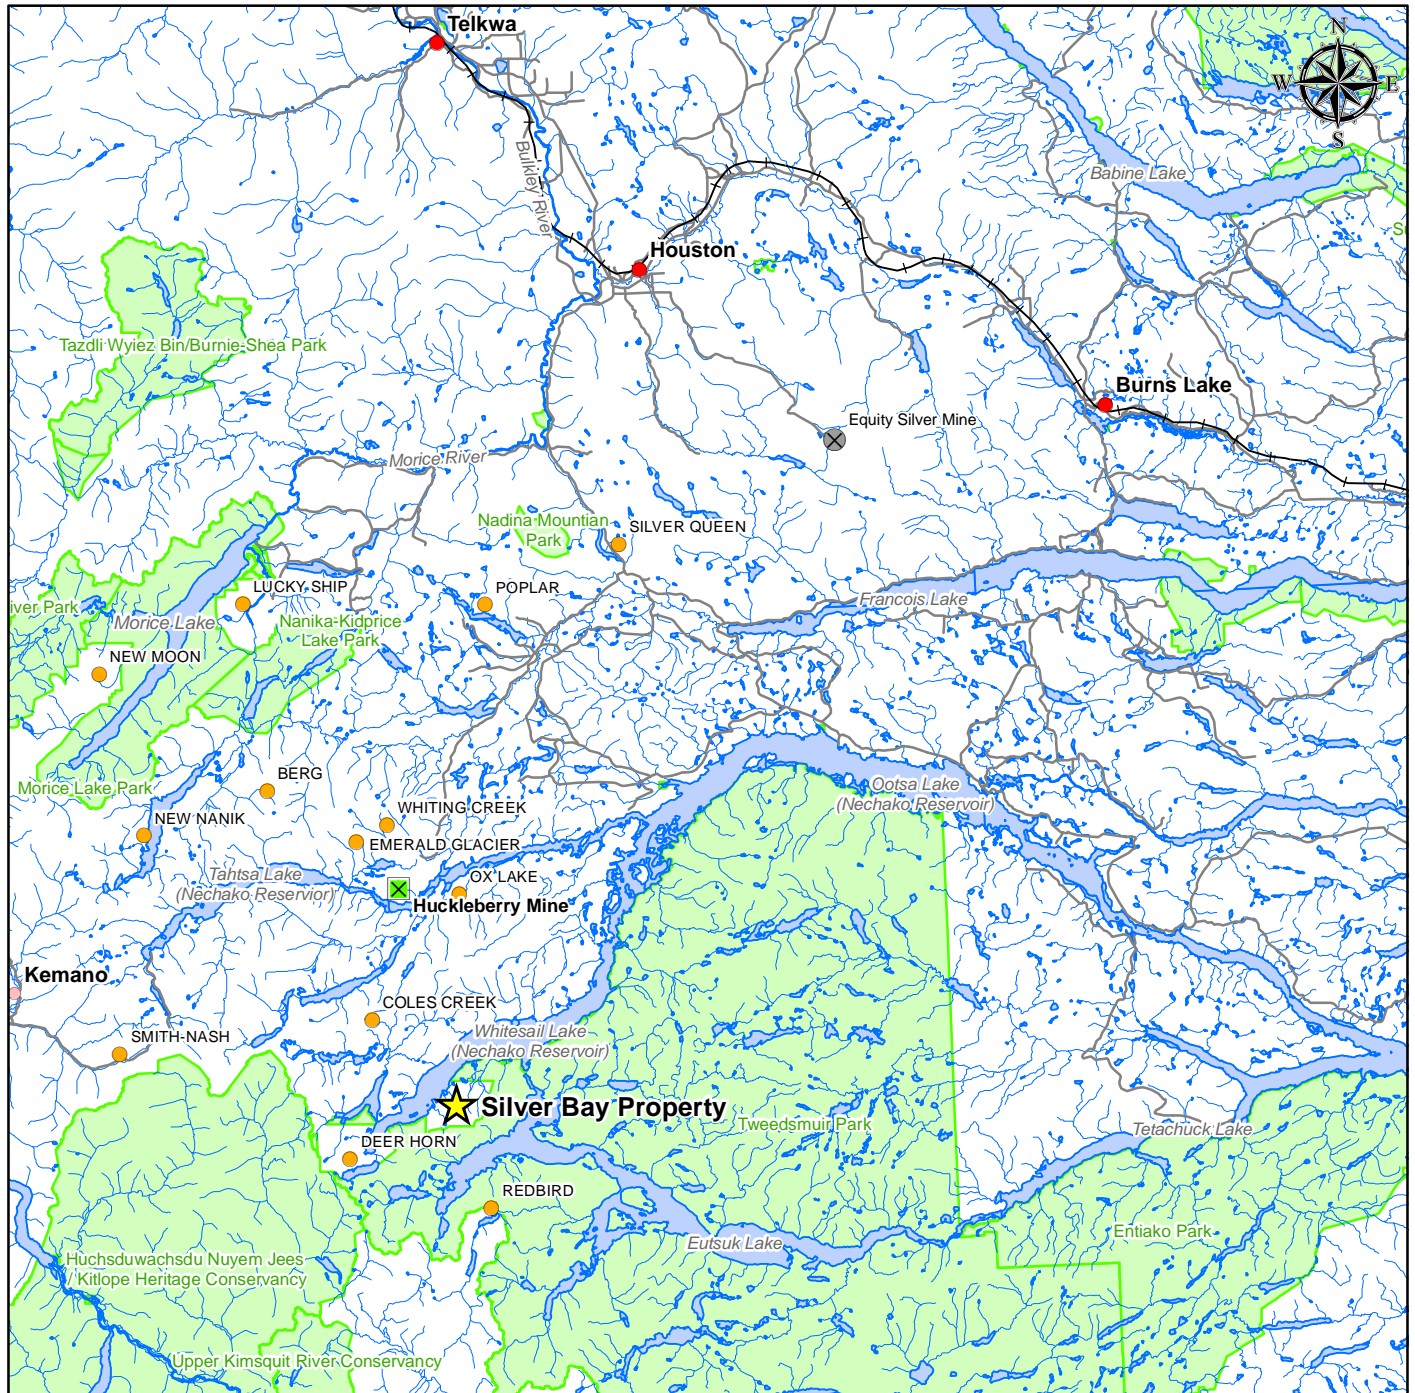 Telkwa
N
W
E
S
Bulkley River
Babine Lake
Houston
Tazdli Wyiez Bin/Burnie-Shea Park
Burns Lake
Equity Silver Mine
Morice River
Nadina Mountian
Park
SILVER QUEEN
LUCKY SHIP
POPLAR
iver Park
Morice Lake
Nanika-Kidprice
Lake Park
Francois Lake
NEW MOON
BERG
Morice Lake Park
Ootsa Lake
(Nechako Reservoir)
WHITING CREEK
NEW NANIK
EMERALD GLACIER
Tahtsa Lake
(Nechako Reservior)
OX LAKE
Huckleberry Mine
Kemano
COLES CREEK
SMITH-NASH
Whitesail Lake
(Nechako Reservoir)
Silver Bay Property
Tweedsmuir Park
Tetachuck Lake
DEER HORN
REDBIRD
Entiako Park
Eutsuk Lake
Huchsduwachsdu Nuyem Jees
/ Kitlope Heritage Conservancy
Upper Kimsquit River Conservancy